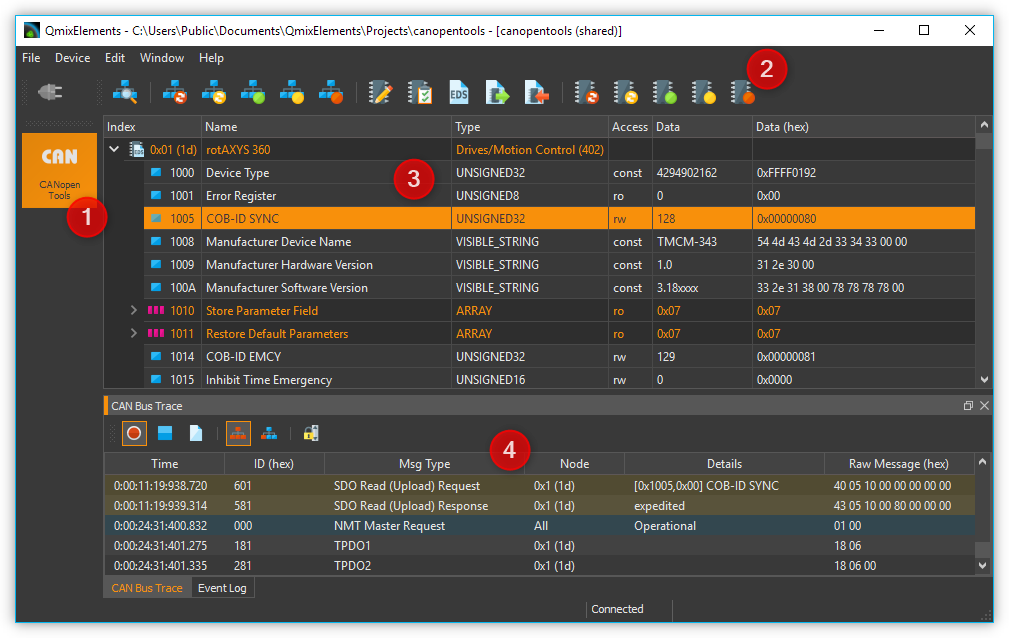 QmixElements - C:\Users\Public\Documents\QmixElements\Projects\canopentools - [canopentools (shared)]
File Device Edit Window Help
2
EDS
Index Name Type Access Data Data (hex)
CAN
CANopen
Tools
1
0x01 (1d) rotAXYS 360 Drives/Motion Control (402)
3
1000 Device Type UNSIGNED32 const 4294902162 0xFFFF0192
1001 Error Register UNSIGNED8 ro 0 0x00
1005 COB-ID SYNC UNSIGNED32 rw 128 0x00000080
1008 Manufacturer Device Name VISIBLE_STRING const TMCM-343 54 4d 43 4d 2d 33 34 33 00 00
1009 Manufacturer Hardware Version VISIBLE_STRING const 1.0 31 2e 30 00
100A Manufacturer Software Version VISIBLE_STRING const 3.18xxxx 33 2e 31 38 00 78 78 78 78 00
1010 Store Parameter Field ARRAY ro 0x07 0x07
1011 Restore Default Parameters ARRAY ro 0x07 0x07
1014 COB-ID EMCY UNSIGNED32 rw 129 0x00000081
1015 Inhibit Time Emergency UNSIGNED16 rw 0 0x0000
CAN Bus Trace
4
Time ID (hex) Msg Type Node Details Raw Message (hex)
0:00:11:19:938.720 601 SDO Read (Upload) Request 0x1 (1d) [0x1005,0x00] COB-ID SYNC 40 05 10 00 00 00 00 00
0:00:11:19:939.314 581 SDO Read (Upload) Response 0x1 (1d) expedited 43 05 10 00 80 00 00 00
0:00:24:31:400.832 000 NMT Master Request All Operational 01 00
0:00:24:31:401.275 181 TPDO1 0x1 (1d) 18 06
0:00:24:31:401.335 281 TPDO2 0x1 (1d) 18 06 00
CAN Bus Trace Event Log
Connected